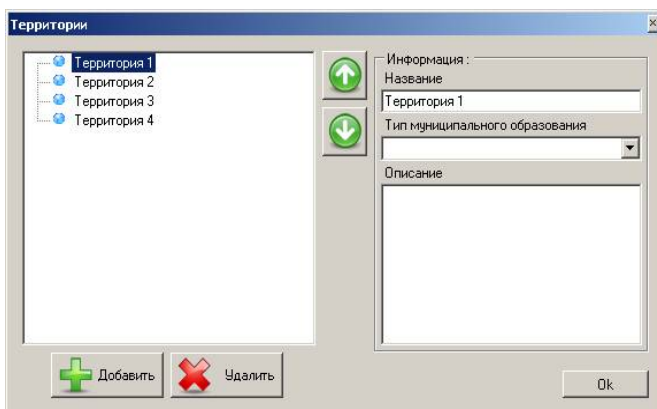 Территории
Территория 1
Территория 2
Территория 3
Территория 4
Информация :
Название
Территория 1
Тип муниципального образования
Описание
Добавить
Удалить
Ok